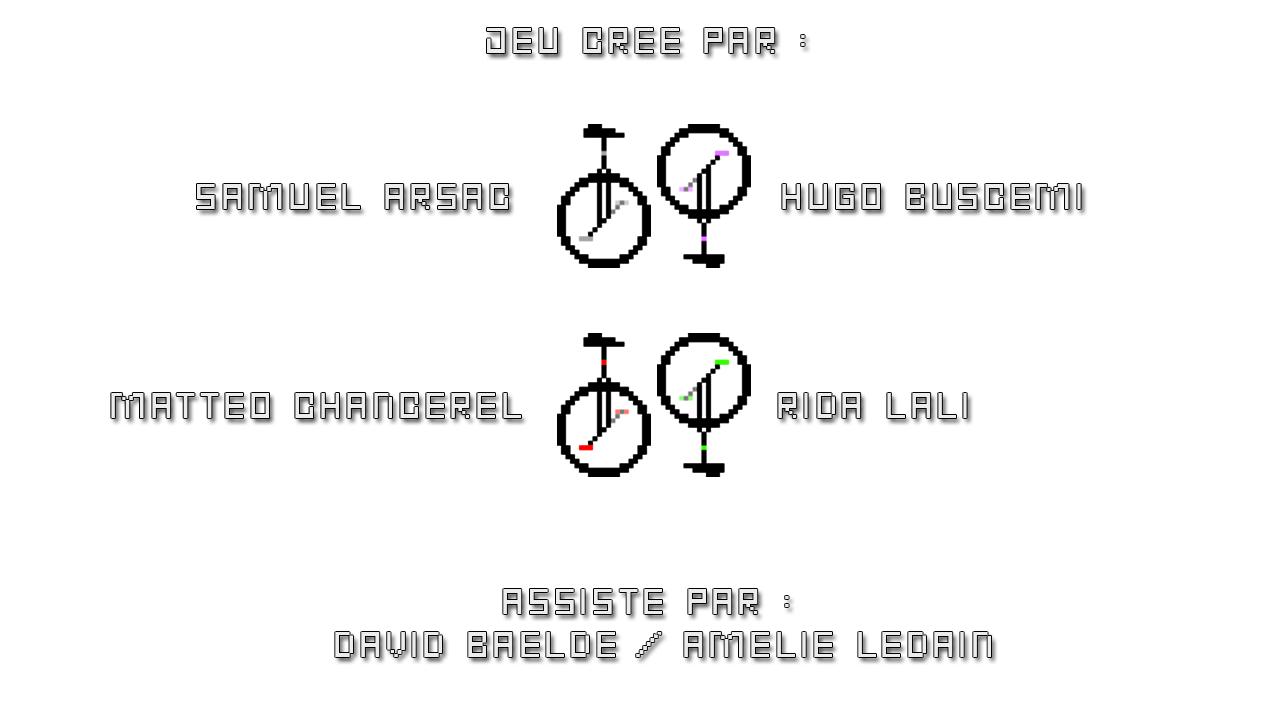 JEU CREE PAR :
SAMUEL ARSAC
HUGO BUSCEMI
MATTEO CHANCEREL
RIDA LALI
ASSISTE PAR :
DAVID BAELDE / AMELIE LEDAIN